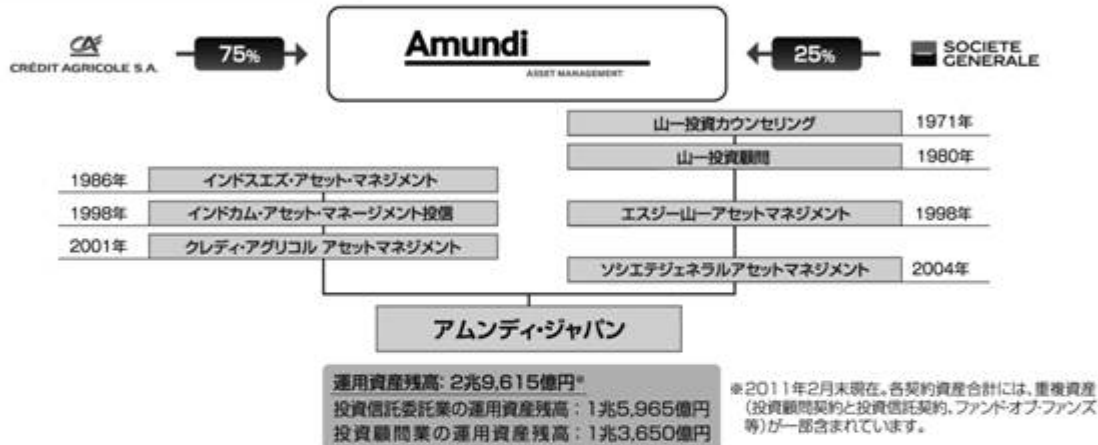 CRÉDIT AGRICOLE S.A.
75%
Amundi
ASSET MANAGEMENT
25%
SOCIETE
GENERALE
山一投資カウンセリング 1971年
山一投資顧問 1980年
1986年 インドスエズ・アセット・マネジメント
1998年 インドカム・アセット・マネージメント投信
エスジー山一アセットマネジメント 1998年
2001年 クレディ・アグリコル アセットマネジメント
ソシエテジェネラルアセットマネジメント 2004年
アムンディ・ジャパン
運用資産残高:2兆9,615億円※
投資信託委託業の運用資産残高:1兆5,965億円
投資顧問業の運用資産残高:1兆3,650億円
※2011年2月末現在。各契約資産合計には、重複資産
(投資顧問契約と投資信託契約、ファンド・オブ・ファンズ
等)が一部含まれています。